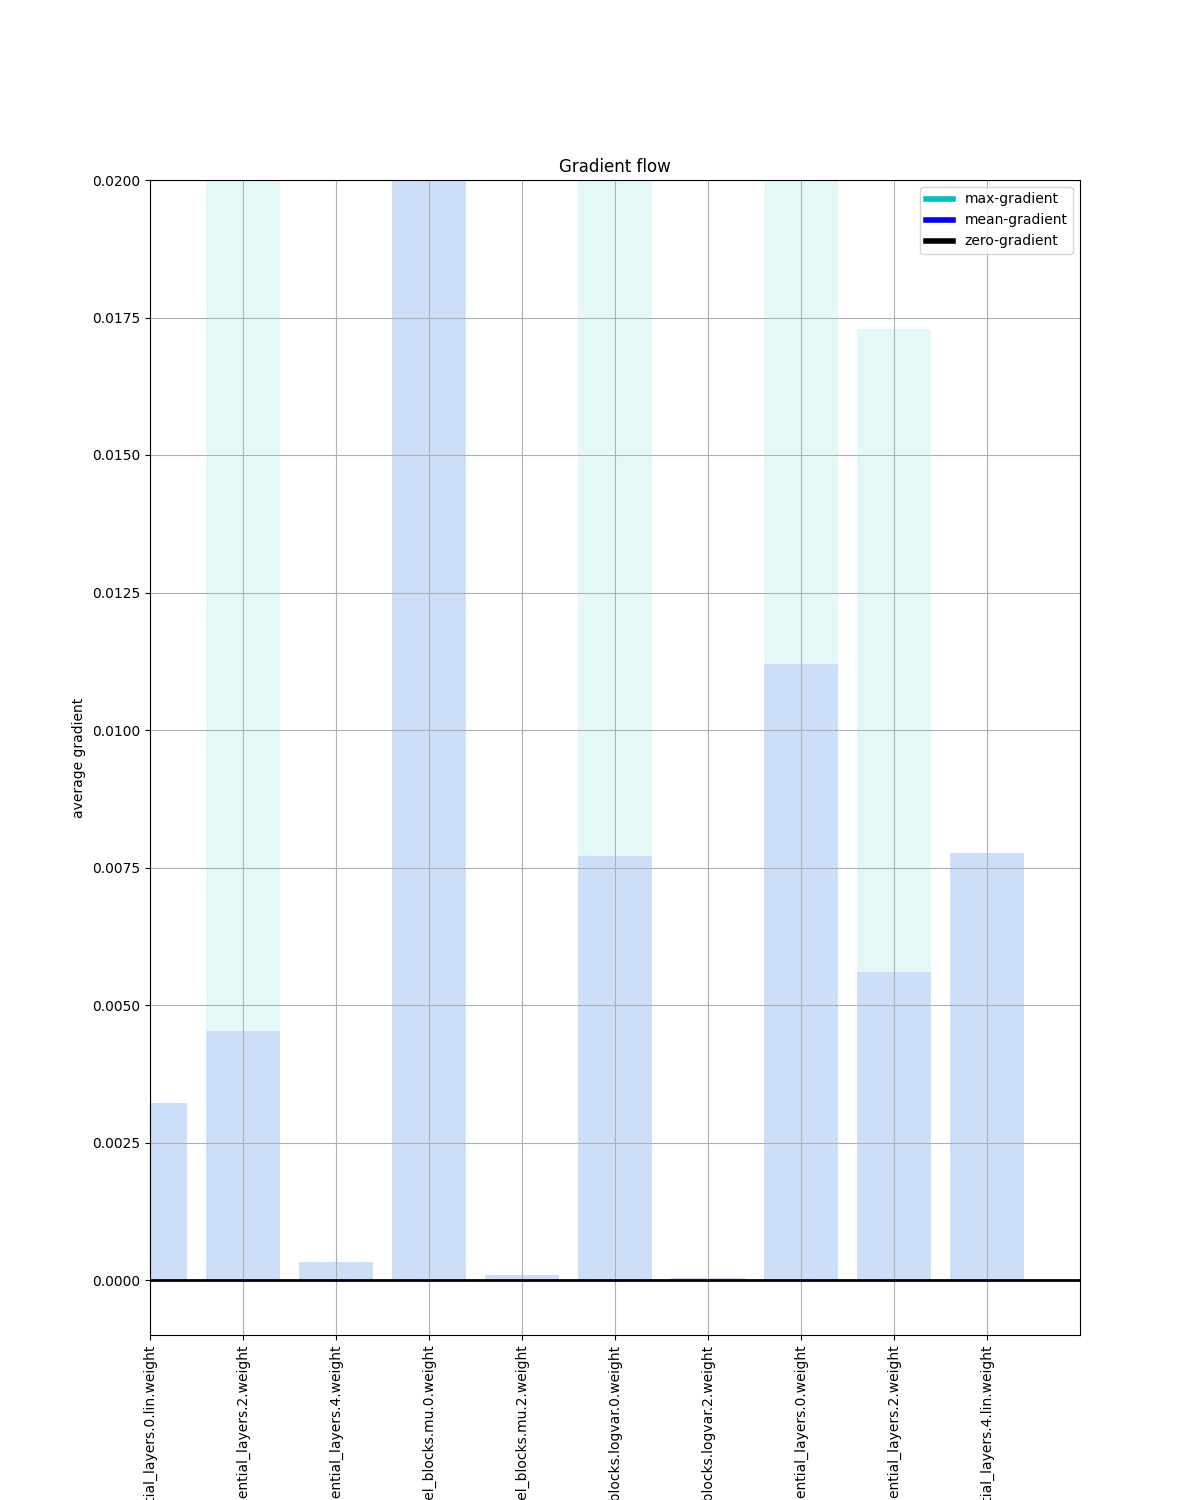 Gradient flow
max-gradient
mean-gradient
zero-gradient
average gradient
0.0200
0.0175
0.0150
0.0125
0.0100
0.0075
0.0050
0.0025
0.0000
tial_layers.0.lin.weight
ential_layers.2.weight
ential_layers.4.weight
el_blocks.mu.0.weight
el_blocks.mu.2.weight
blocks.logvar.0.weight
blocks.logvar.2.weight
ential_layers.0.weight
ential_layers.2.weight
tial_layers.4.lin.weight